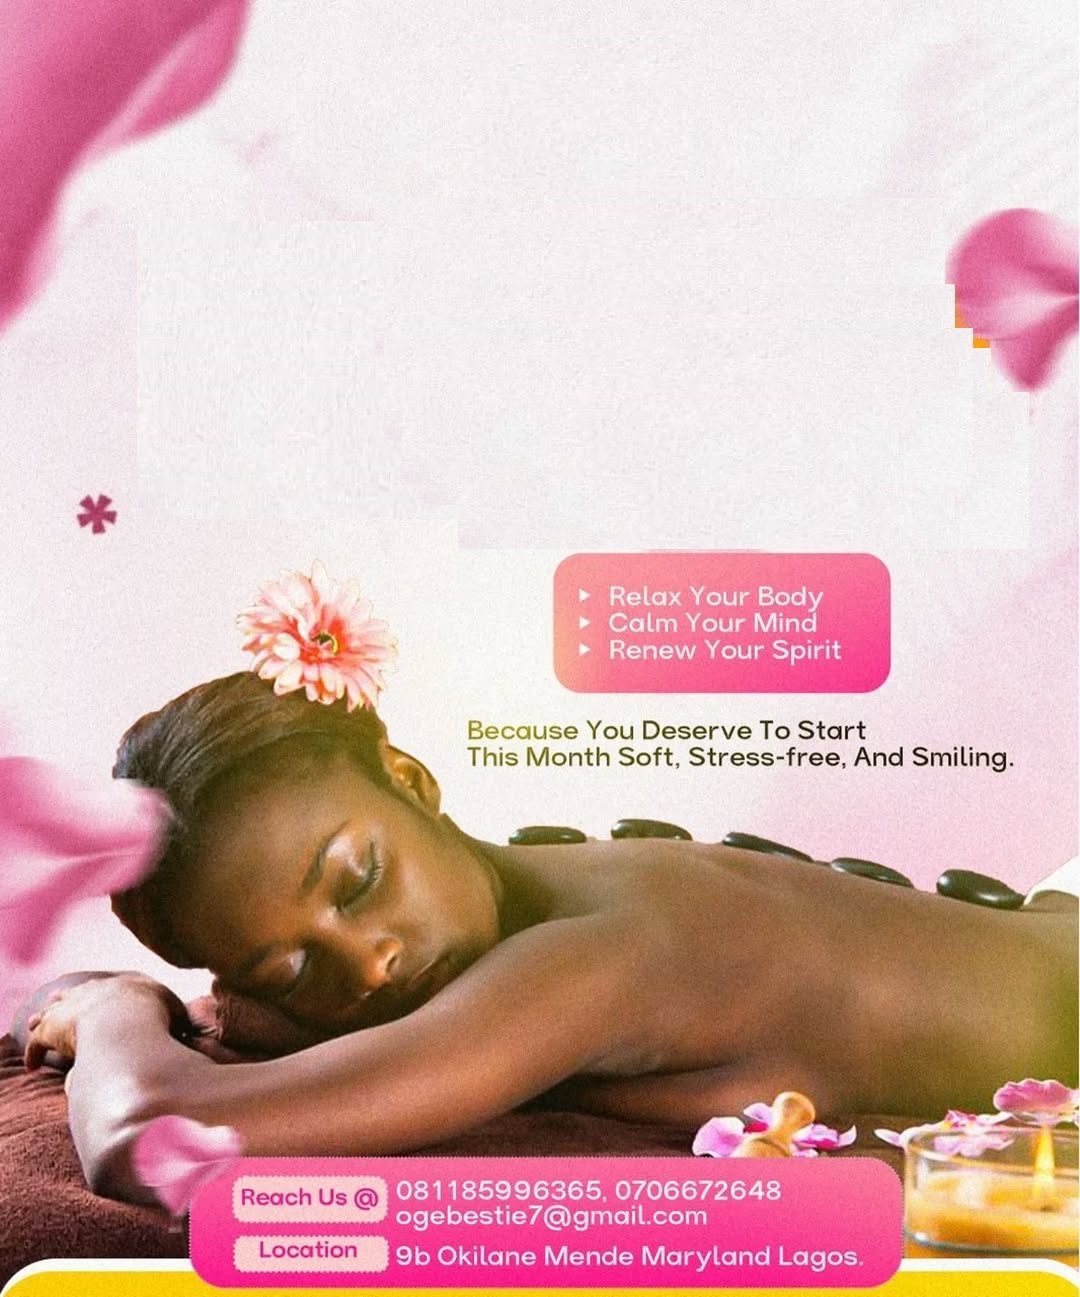 Relax Your Body
Calm Your Mind
Renew Your Spirit
Because You Deserve To Start
This Month Soft, Stress-free, And Smiling.
Reach Us @ 081185996365, 0706672648
ogebestie7@gmail.com
Location 9b Okilane Mende Maryland Lagos.